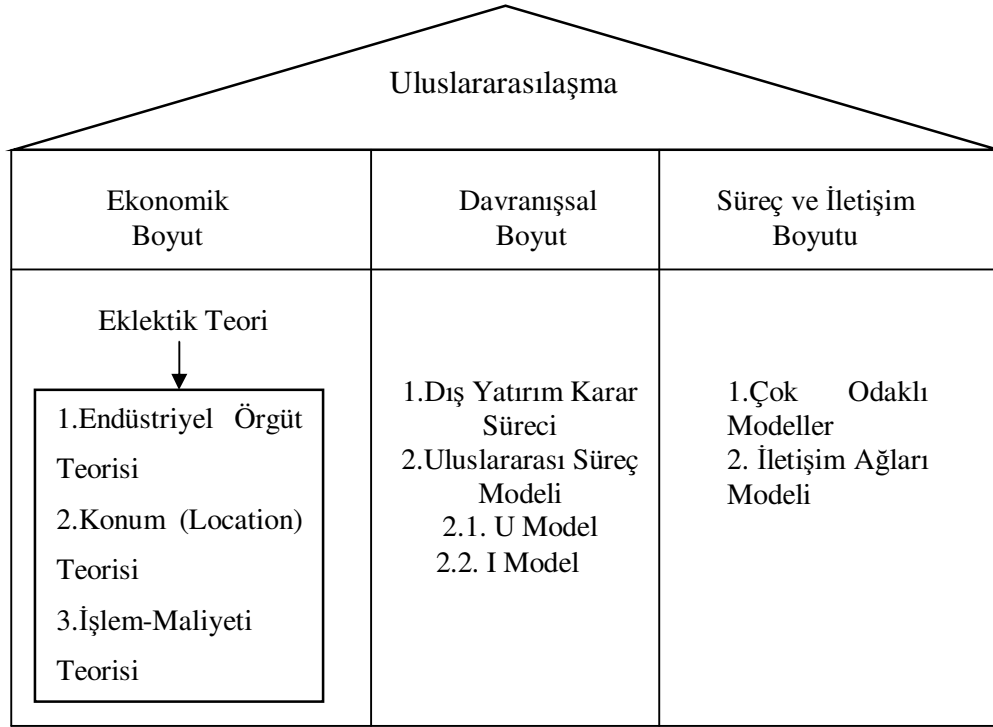 Uluslararasılaşma
Ekonomik
Boyut
Davranışsal
Boyut
Süreç ve İletişim
Boyutu
Eklektik Teori
1.Endüstriyel Örgüt
Teorisi
2.Konum (Location)
Teorisi
3.İşlem-Maliyeti
Teorisi
1.Dış Yatırım Karar
Süreci
2.Uluslararası Süreç
Modeli
2.1. U Model
2.2. I Model
1.Çok Odaklı
Modeller
2. İletişim Ağları
Modeli